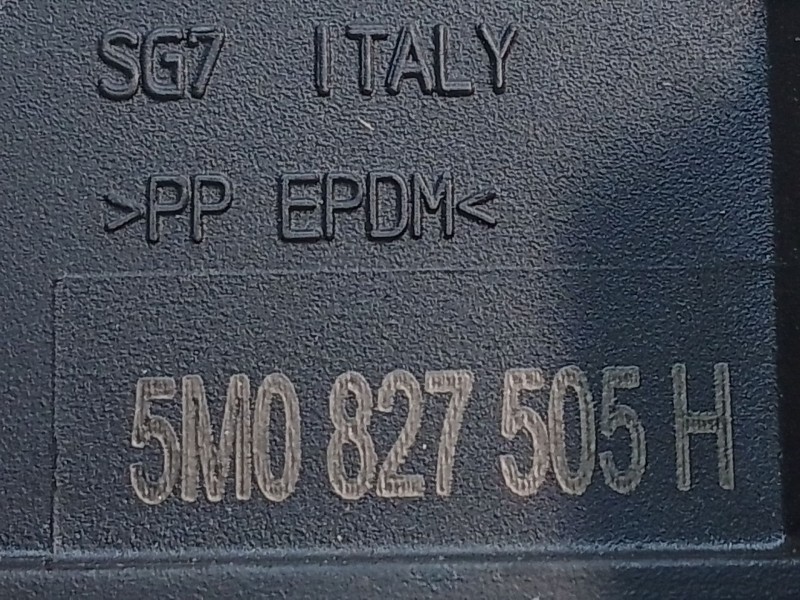 SG7 ITALY
>PP EPDM<
5M0 827 505 H